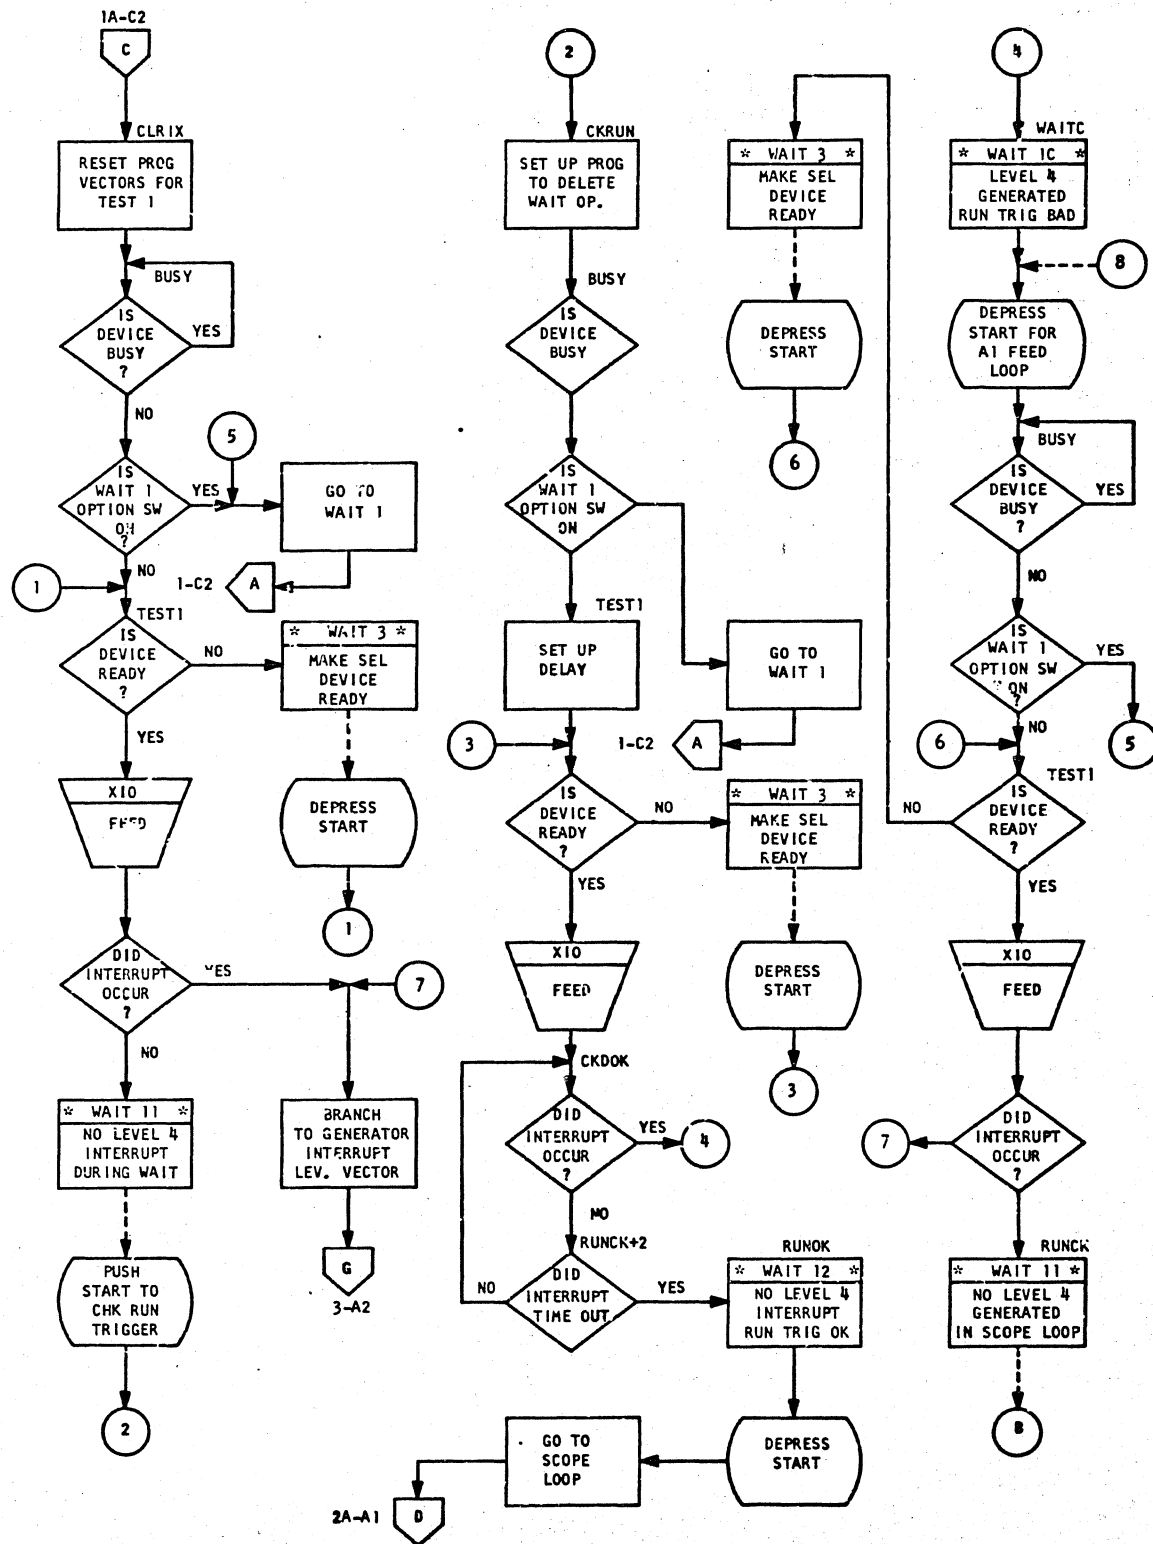 1A-C2
C
CLRIX
RESET PROG
VECTORS FOR
TEST 1
BUSY
IS
DEVICE
BUSY
?
YES
NO
5
IS
WAIT 1
OPTION SW
ON
?
YES
GO TO
WAIT 1
NO
1
1-C2
A
TEST1
IS
DEVICE
READY
?
NO
* WAIT 3 *
MAKE SEL
DEVICE
READY
YES
XIO
FEED
DEPRESS
START
1
DID
INTERRUPT
OCCUR
?
YES
7
NO
* WAIT 11 *
NO LEVEL 4
INTERRUPT
DURING WAIT
BRANCH
TO GENERATOR
INTERRUPT
LEV. VECTOR
PUSH
START TO
CHK RUN
TRIGGER
G
3-A2
2
2
CKRUN
SET UP PROG
TO DELETE
WAIT OP.
BUSY
IS
DEVICE
BUSY
IS
WAIT 1
OPTION SW
ON
TEST1
SET UP
DELAY
GO TO
WAIT 1
3
1-C2
A
IS
DEVICE
READY
?
NO
* WAIT 3 *
MAKE SEL
DEVICE
READY
YES
XIO
FEED
DEPRESS
START
3
CKDOK
DID
INTERRUPT
OCCUR
?
YES
4
NO
RUNCK+2
DID
INTERRUPT
TIME OUT
NO
YES
RUNOK
* WAIT 12 *
NO LEVEL 4
INTERRUPT
RUN TRIG OK
DEPRESS
START
GO TO
SCOPE
LOOP
2A-A1
D
* WAIT 3 *
MAKE SEL
DEVICE
READY
DEPRESS
START
6
4
WAITC
* WAIT 1C *
LEVEL 4
GENERATED
RUN TRIG BAD
8
DEPRESS
START FOR
A1 FEED
LOOP
BUSY
IS
DEVICE
BUSY
?
YES
NO
IS
WAIT 1
OPTION SW
ON
?
YES
5
NO
6
TEST1
IS
DEVICE
READY
?
NO
YES
XIO
FEED
DID
INTERRUPT
OCCUR
?
7
RUNCK
* WAIT 11 *
NO LEVEL 4
GENERATED
IN SCOPE LOOP
8